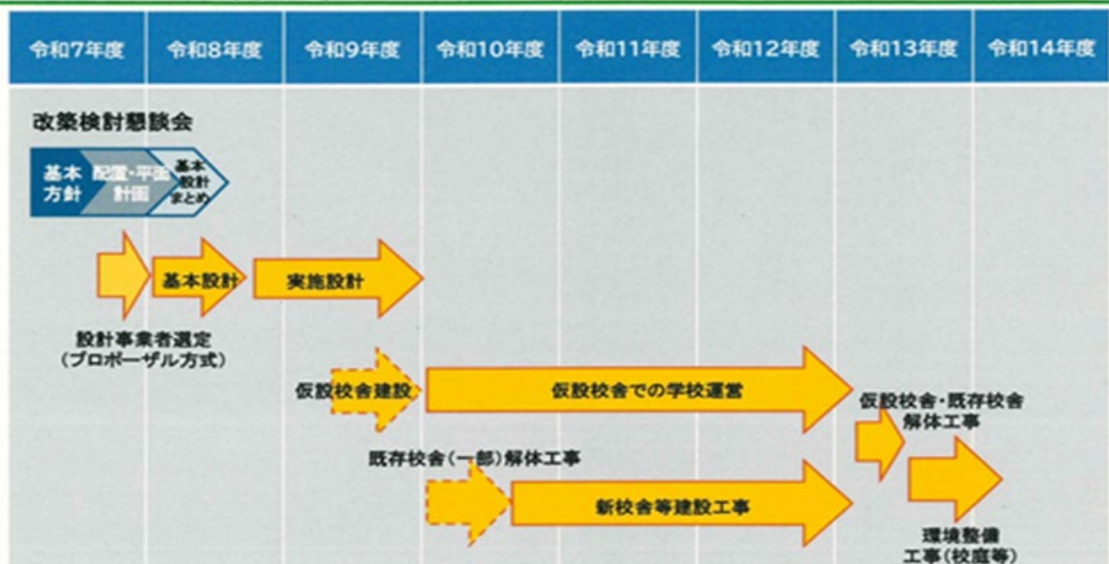 令和7年度 令和8年度 令和9年度 令和10年度 令和11年度 令和12年度 令和13年度 令和14年度
改築検討懇談会
基本
方針
配置・平面
計画
基本
設計
まとめ
基本設計
実施設計
設計事業者選定
(プロポーザル方式)
仮設校舎建設
仮設校舎での学校運営
仮設校舎・既存校舎
解体工事
既存校舎(一部)解体工事
新校舎等建設工事
環境整備
工事(校庭等)